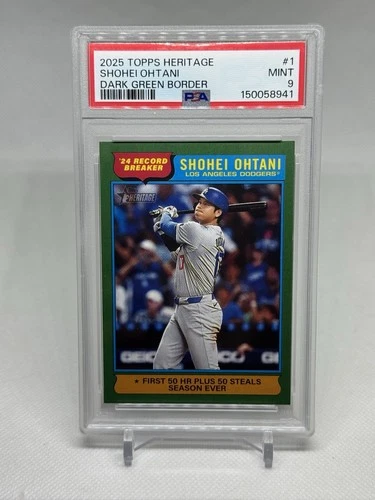 2025 TOPPS HERITAGE #1
SHOHEI OHTANI MINT
DARK GREEN BORDER 9
PSA 150058941
'24 RECORD
BREAKER
SHOHEI OHTANI
LOS ANGELES DODGERS
HERITAGE
GEICO
★ FIRST 50 HR PLUS 50 STEALS
SEASON EVER